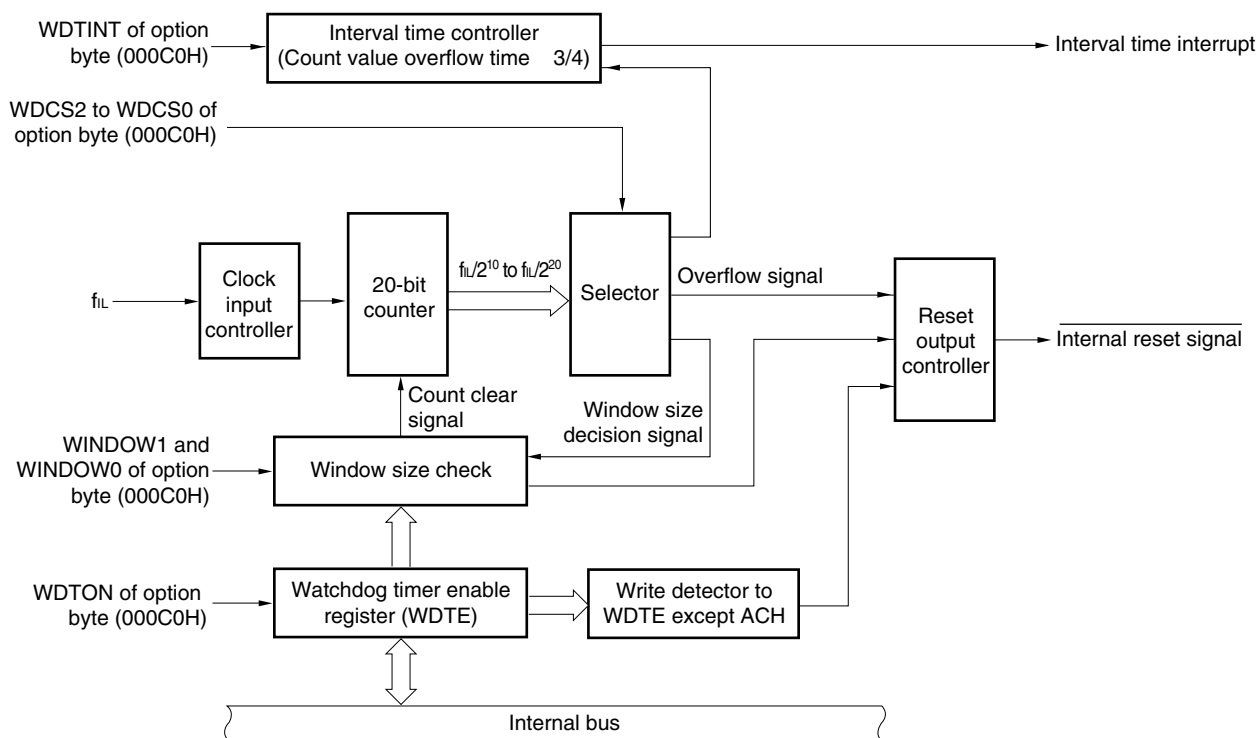 WDTINT of option
byte (000C0H)
Interval time controller
(Count value overflow time 3/4)
Interval time interrupt
WDCS2 to WDCS0 of
option byte (000C0H)
fIL
Clock
input
controller
20-bit
counter
fIL/2¹⁰ to fIL/2²⁰
Selector
Overflow signal
Reset
output
controller
Internal reset signal
Count clear
signal
Window size
decision signal
WINDOW1 and
WINDOW0 of option
byte (000C0H)
Window size check
WDTON of option
byte (000C0H)
Watchdog timer enable
register (WDTE)
Write detector to
WDTE except ACH
Internal bus